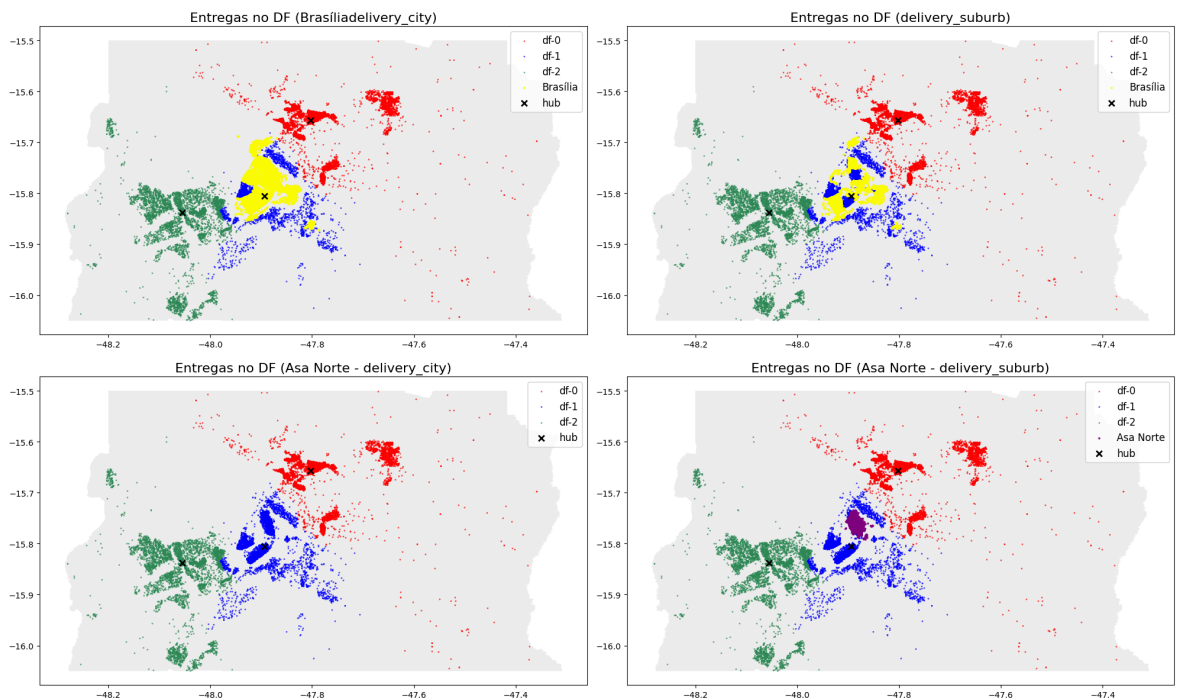 Entregas no DF (Brasíliadelivery_city)
−15.5
−15.6
−15.7
−15.8
−15.9
−16.0
−48.2
−48.0
−47.8
−47.6
−47.4
df-0
df-1
df-2
Brasília
hub
Entregas no DF (delivery_suburb)
−15.5
−15.6
−15.7
−15.8
−15.9
−16.0
−48.2
−48.0
−47.8
−47.6
−47.4
df-0
df-1
df-2
Brasília
hub
Entregas no DF (Asa Norte - delivery_city)
−15.5
−15.6
−15.7
−15.8
−15.9
−16.0
−48.2
−48.0
−47.8
−47.6
−47.4
df-0
df-1
df-2
hub
Entregas no DF (Asa Norte - delivery_suburb)
−15.5
−15.6
−15.7
−15.8
−15.9
−16.0
−48.2
−48.0
−47.8
−47.6
−47.4
df-0
df-1
df-2
Asa Norte
hub